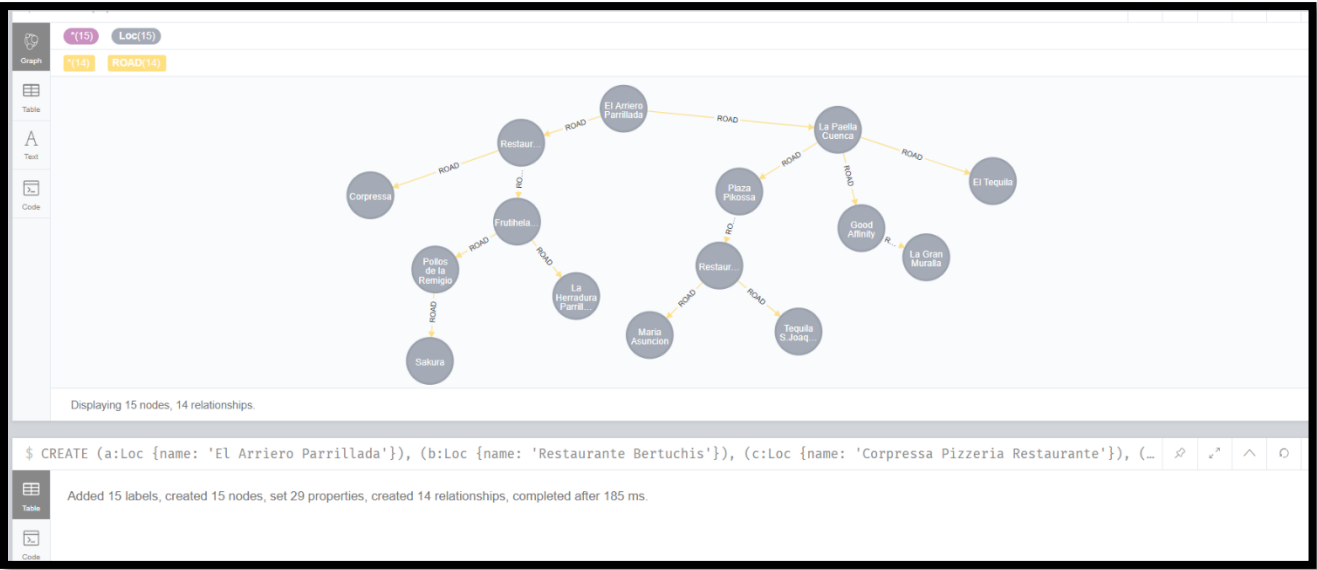 Graph
*(15) Loc(15)
*(14) ROAD(14)
Table
A
Text
Code
El Arriero
Parrillada
ROAD
ROAD
Restaur...
La Paella
Cuenca
ROAD
RO...
ROAD
ROAD
ROAD
Corpressa
Plaza
Pikossa
El Tequila
Frutihela...
RO...
Good
Affinity
R...
La Gran
Muralla
ROAD
ROAD
Pollos
de la
Remigio
La
Herradura
Parrill...
Restaur...
ROAD
ROAD
ROAD
Maria
Asuncion
Tequila
S.Joaq...
Sakura
Displaying 15 nodes, 14 relationships.
$ CREATE (a:Loc {name: 'El Arriero Parrillada'}), (b:Loc {name: 'Restaurante Bertuchis'}), (c:Loc {name: 'Corpressa Pizzeria Restaurante'}), (…
Table
Added 15 labels, created 15 nodes, set 29 properties, created 14 relationships, completed after 185 ms.
Code